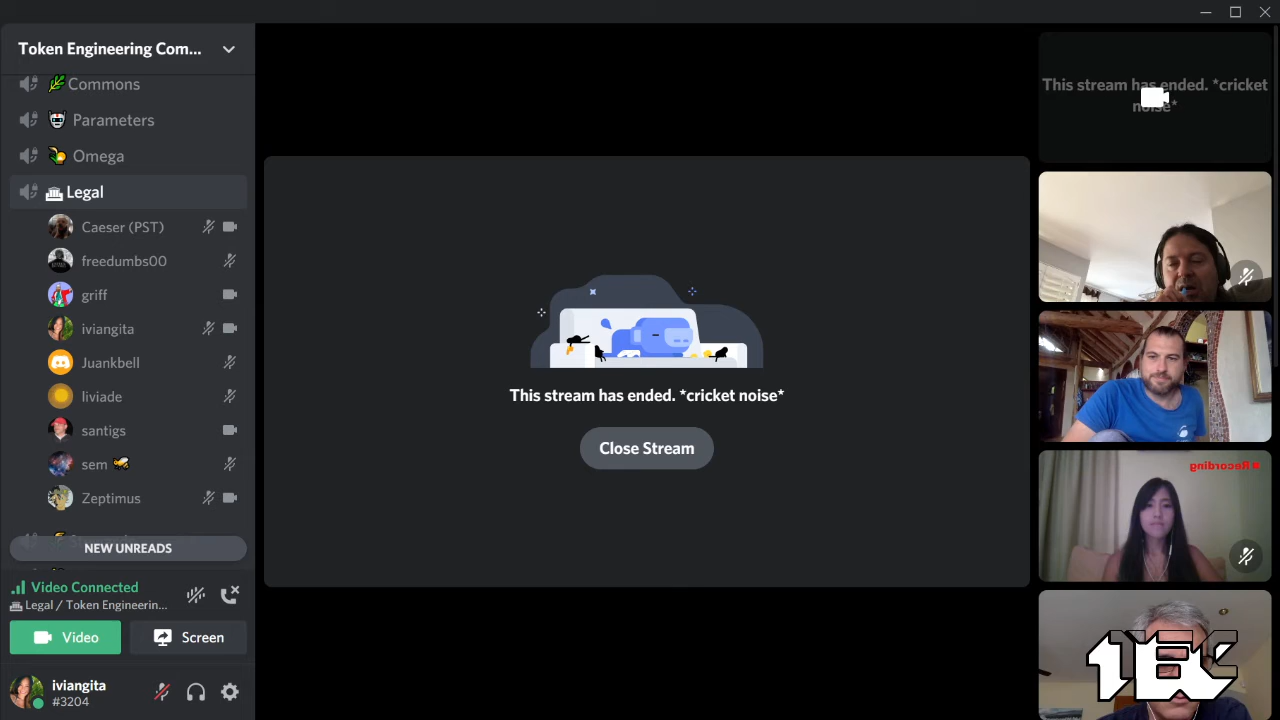 Token Engineering Com...
Commons
Parameters
Omega
Legal
Caeser (PST)
freedumbs00
griff
iviangita
Juankbell
liviade
santigs
sem
Zeptimus
NEW UNREADS
Video Connected
Legal / Token Engineerin...
Video
Screen
iviangita
#3204
This stream has ended. *cricket noise*
Close Stream
This stream has ended. *cricket
noise*
Recording
TEC